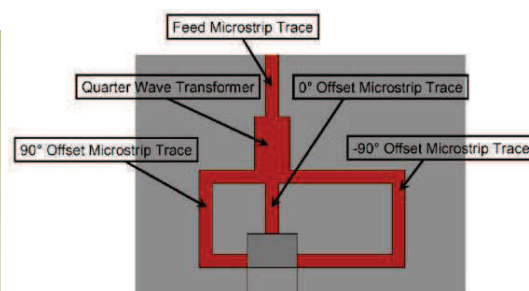 Feed Microstrip Trace
Quarter Wave Transformer
0° Offset Microstrip Trace
90° Offset Microstrip Trace
-90° Offset Microstrip Trace